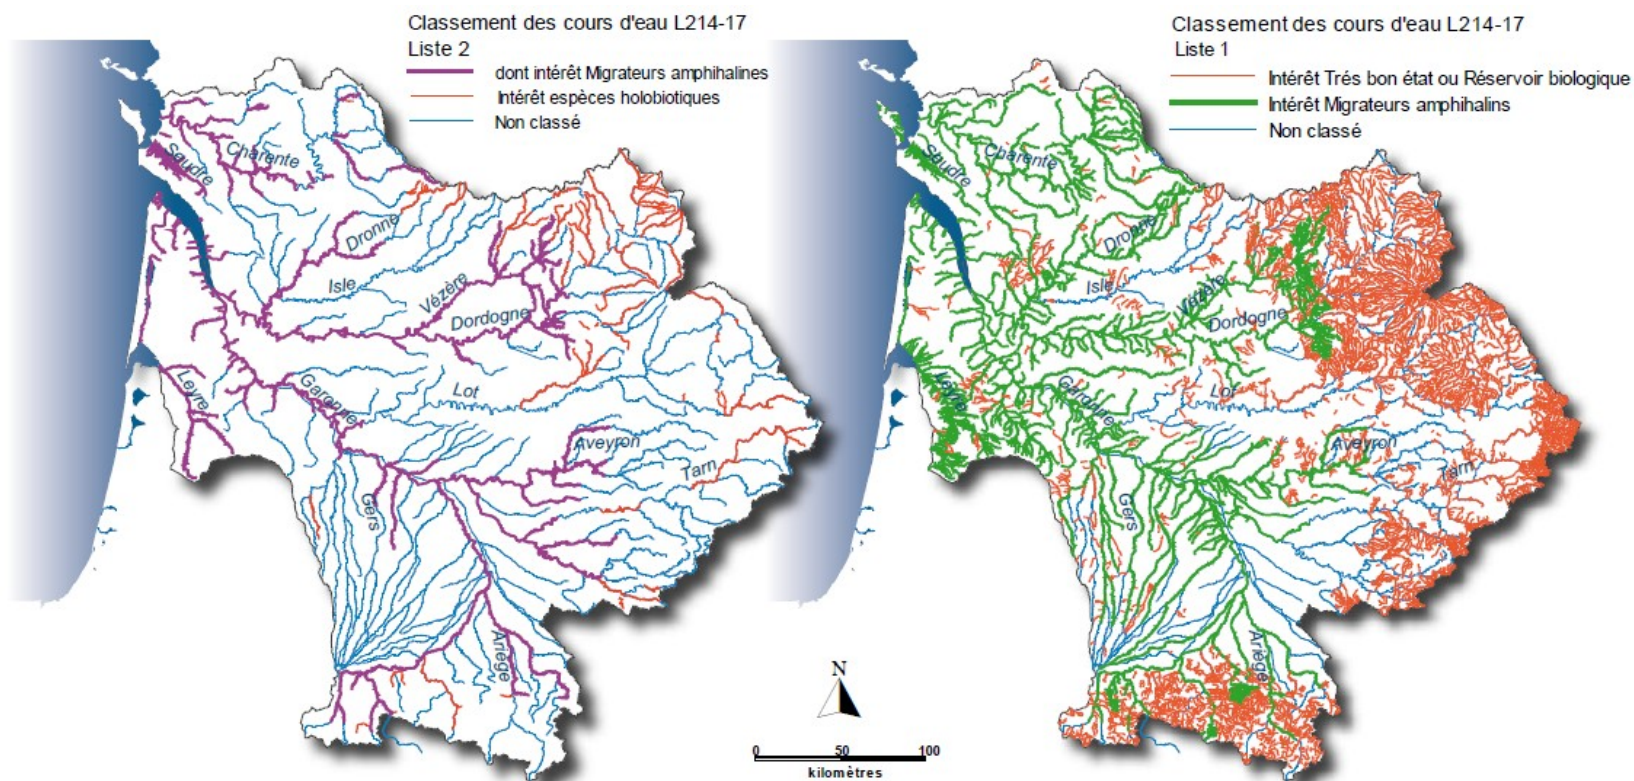 Classement des cours d'eau L214-17
Liste 2
dont intérêt Migrateurs amphihalines
Intérêt espèces holobiotiques
Non classé
Seudre
Charente
Dronne
Isle
Vézère
Dordogne
Leyre
Garonne
Lot
Aveyron
Tarn
Gers
Ariège
Classement des cours d'eau L214-17
Liste 1
Intérêt Trés bon état ou Réservoir biologique
Intérêt Migrateurs amphihalins
Non classé
Seudre
Charente
Dronne
Isle
Vézère
Dordogne
Leyre
Garonne
Lot
Aveyron
Tarn
Gers
Ariège
N
0 50 100
kilomètres